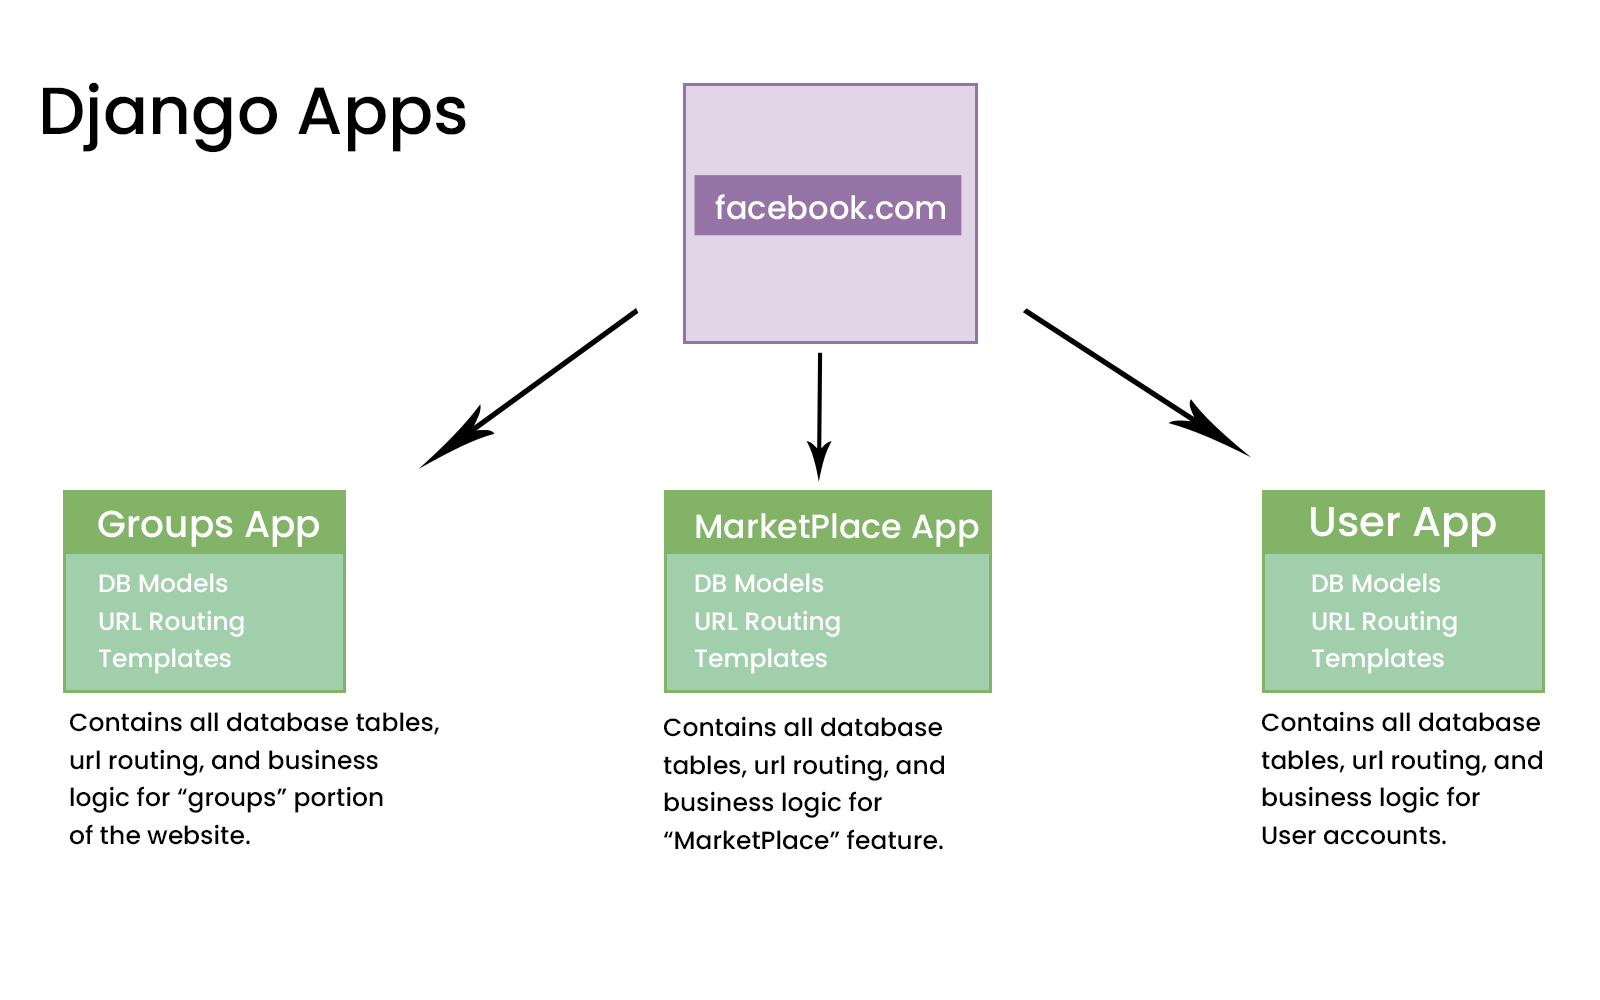 Django Apps
facebook.com
Groups App
DB Models
URL Routing
Templates
Contains all database tables,
url routing, and business
logic for “groups” portion
of the website.
MarketPlace App
DB Models
URL Routing
Templates
Contains all database
tables, url routing, and
business logic for
“MarketPlace” feature.
User App
DB Models
URL Routing
Templates
Contains all database
tables, url routing, and
business logic for
User accounts.